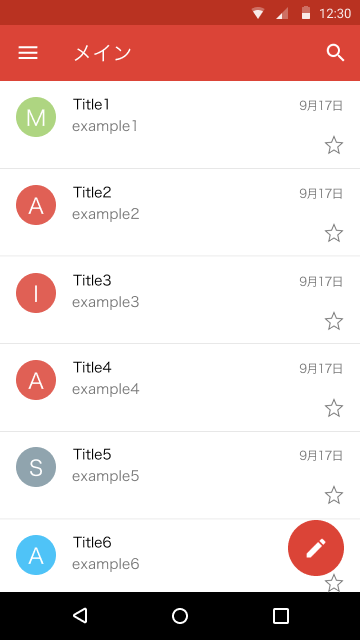 12:30
メイン
M
Title1
9月17日
example1
A
Title2
9月17日
example2
I
Title3
9月17日
example3
A
Title4
9月17日
example4
S
Title5
9月17日
example5
A
Title6
example6